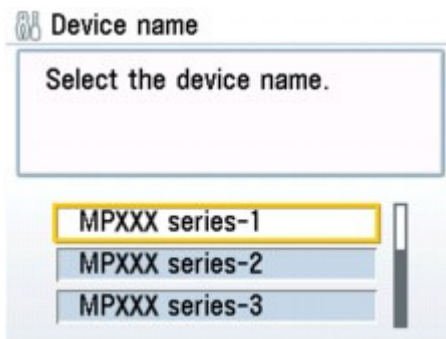 Device name
Select the device name.
MPXXX series-1
MPXXX series-2
MPXXX series-3